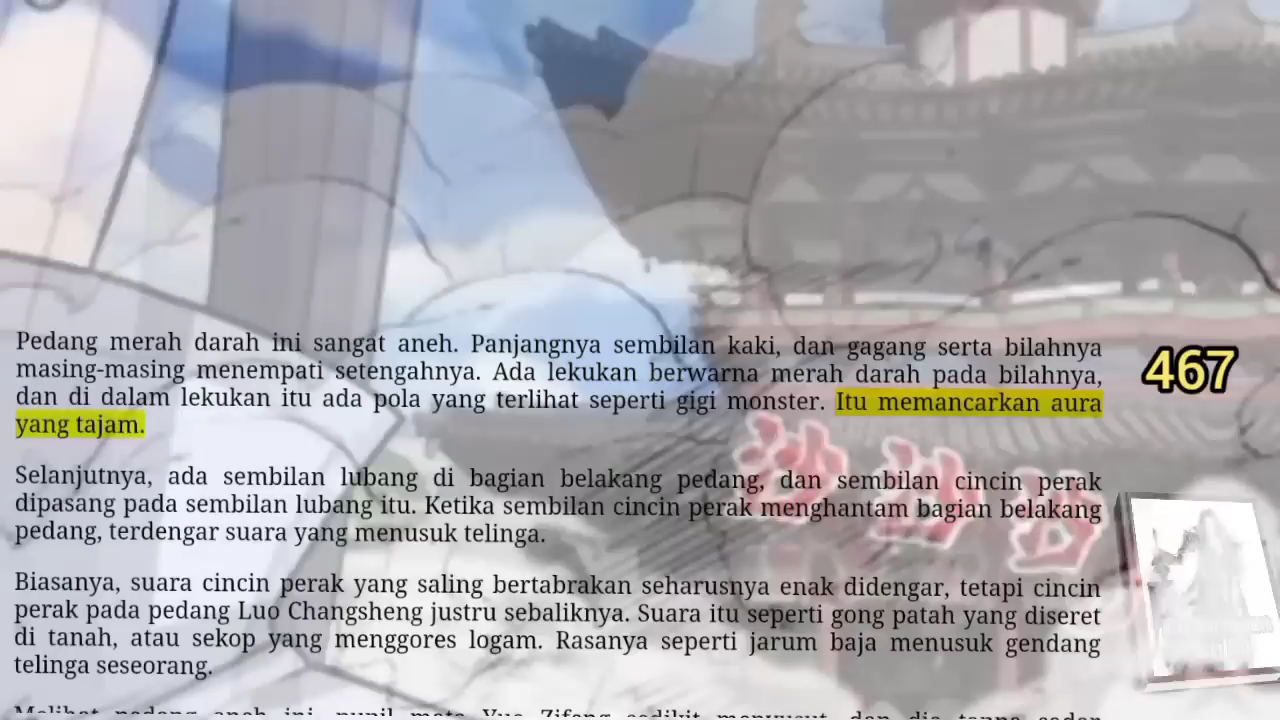 Pedang merah darah ini sangat aneh. Panjangnya sembilan kaki, dan gagang serta bilahnya
masing-masing menempati setengahnya. Ada lekukan berwarna merah darah pada bilahnya,
dan di dalam lekukan itu ada pola yang terlihat seperti gigi monster. Itu memancarkan aura
yang tajam.
467
Selanjutnya, ada sembilan lubang di bagian belakang pedang, dan sembilan cincin perak
dipasang pada sembilan lubang itu. Ketika sembilan cincin perak menghantam bagian belakang
pedang, terdengar suara yang menusuk telinga.
Biasanya, suara cincin perak yang saling bertabrakan seharusnya enak didengar, tetapi cincin
perak pada pedang Luo Changsheng justru sebaliknya. Suara itu seperti gong patah yang diseret
di tanah, atau sekop yang menggores logam. Rasanya seperti jarum baja menusuk gendang
telinga seseorang.